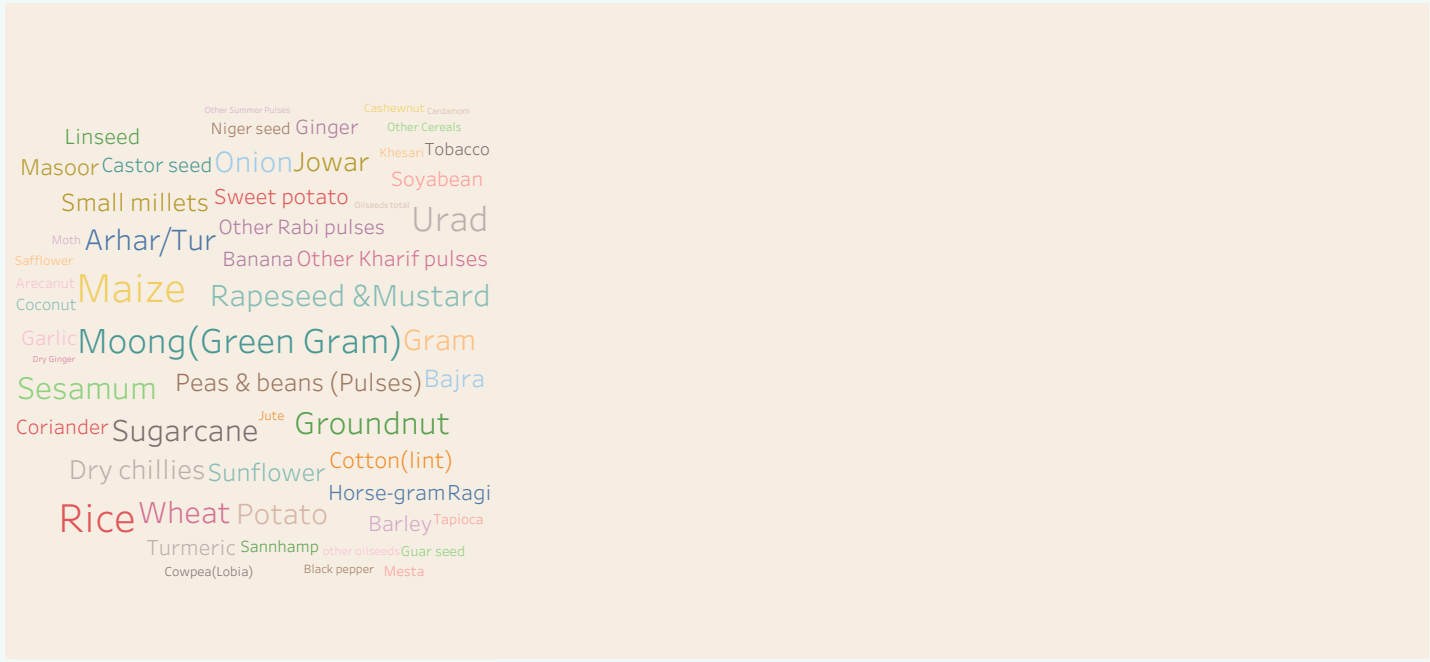 Other Summer Pulses Cashewnut Cardamom
Linseed Niger seed Ginger Other Cereals
Masoor Castor seed Onion Jowar Khesari Tobacco
Soyabean
Small millets Sweet potato Oilseeds total Urad
Moth Arhar/Tur Other Rabi pulses
Safflower Banana Other Kharif pulses
Arecanut Maize Rapeseed &Mustard
Coconut
Garlic Moong(Green Gram) Gram
Dry Ginger
Sesamum Peas & beans (Pulses) Bajra
Coriander Sugarcane Jute Groundnut
Dry chillies Sunflower Cotton(lint)
Horse-gram Ragi
Rice Wheat Potato Barley Tapioca
Turmeric Sannhamp other oilseeds Guar seed
Cowpea(Lobia) Black pepper Mesta